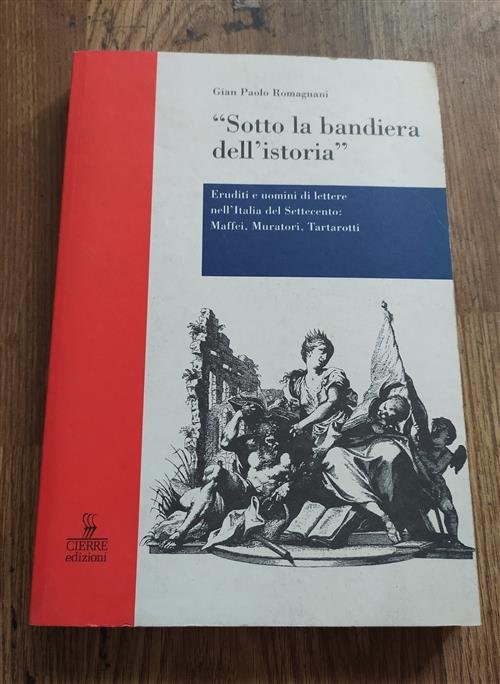 Gian Paolo Romagnani
“Sotto la bandiera
dell’istoria”
Eruditi e uomini di lettere
nell’Italia del Settecento:
Maffei, Muratori, Tartarotti
CIERRE
edizioni